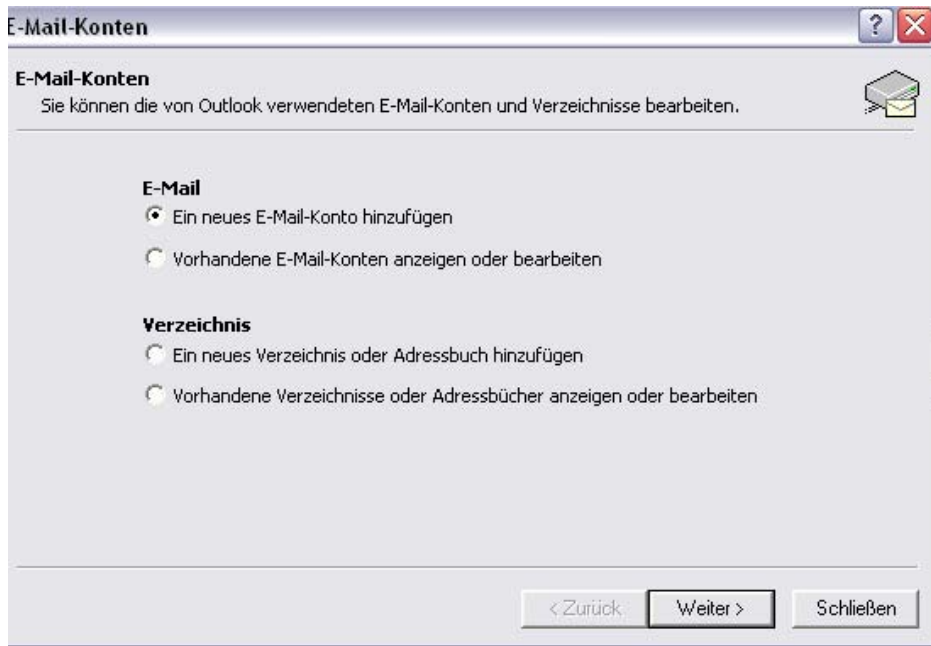 E-Mail-Konten
E-Mail-Konten
Sie können die von Outlook verwendeten E-Mail-Konten und Verzeichnisse bearbeiten.
E-Mail
Ein neues E-Mail-Konto hinzufügen
Vorhandene E-Mail-Konten anzeigen oder bearbeiten
Verzeichnis
Ein neues Verzeichnis oder Adressbuch hinzufügen
Vorhandene Verzeichnisse oder Adressbücher anzeigen oder bearbeiten
< Zurück Weiter > Schließen